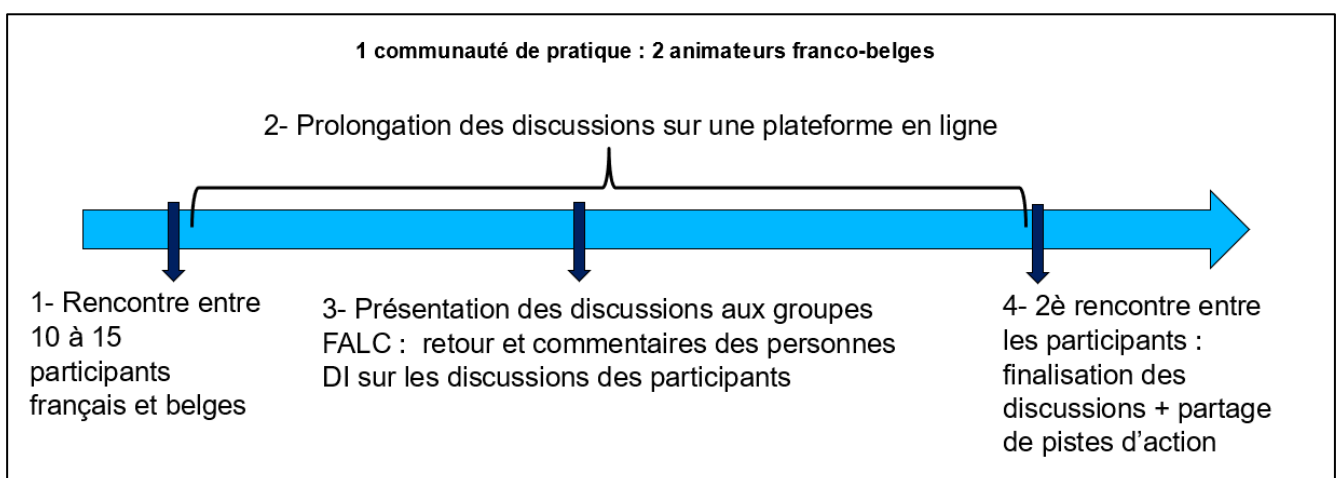 1 communauté de pratique : 2 animateurs franco-belges
2- Prolongation des discussions sur une plateforme en ligne
1- Rencontre entre
10 à 15
participants
français et belges
3- Présentation des discussions aux groupes
FALC : retour et commentaires des personnes
DI sur les discussions des participants
4- 2è rencontre entre
les participants :
finalisation des
discussions + partage
de pistes d’action